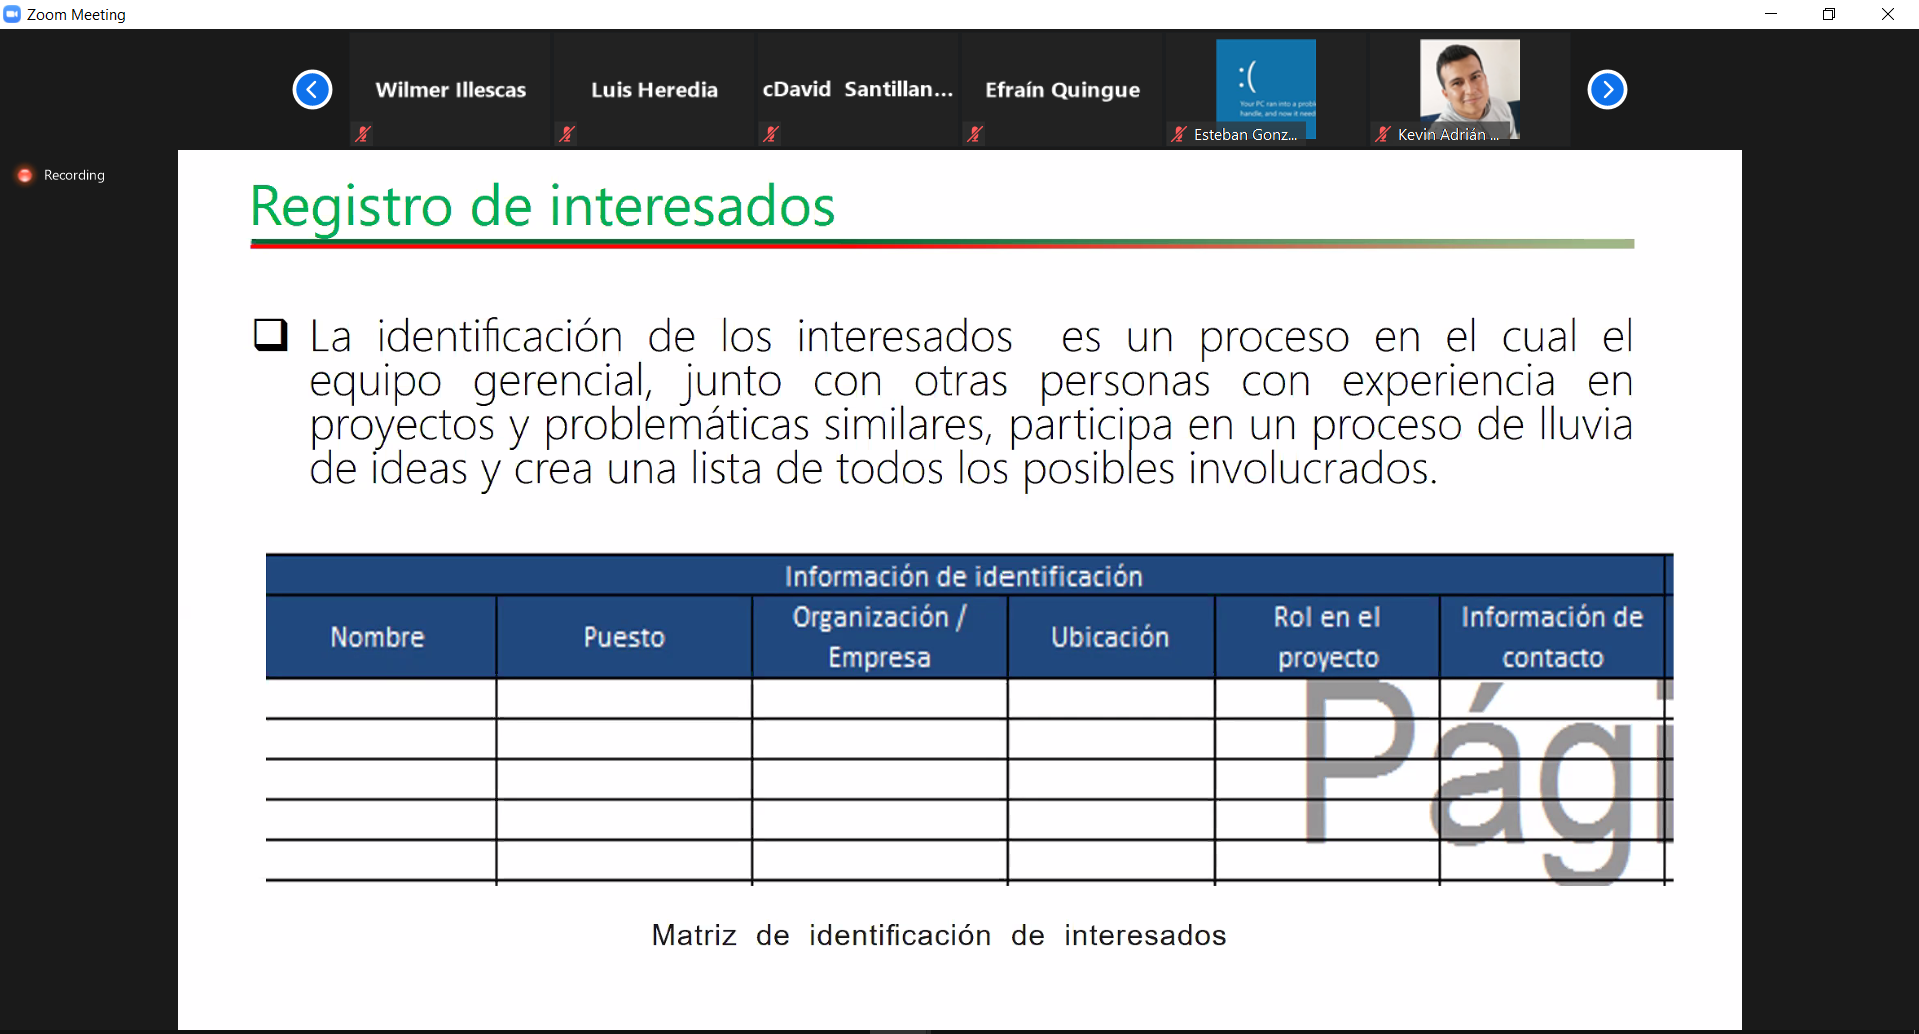 Zoom Meeting
Wilmer Illescas
Luis Heredia
cDavid Santillan...
Efraín Quingue
:(
Your PC ran into a
handle, and now it need
Esteban Gonz...
Kevin Adrián ...
Recording
Registro de interesados
La identificación de los interesados es un proceso en el cual el
equipo gerencial, junto con otras personas con experiencia en
proyectos y problemáticas similares, participa en un proceso de lluvia
de ideas y crea una lista de todos los posibles involucrados.
Información de identificación
Nombre
Puesto
Organización /
Empresa
Ubicación
Rol en el
proyecto
Información de
contacto
Pági
Matriz de identificación de interesados